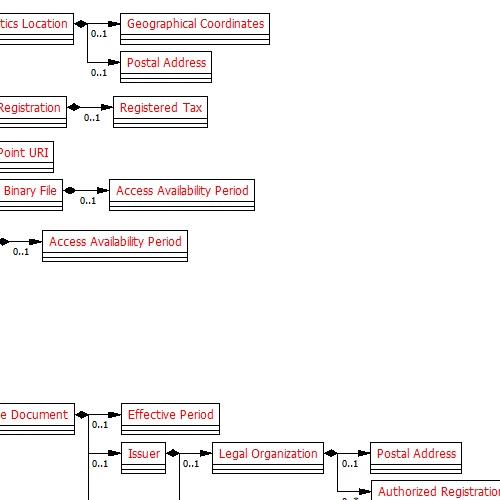 tics Location
Geographical Coordinates
0..1
Postal Address
0..1
Registration
Registered Tax
0..1
Point URI
Binary File
Access Availability Period
0..1
Access Availability Period
0..1
e Document
Effective Period
0..1
Issuer
Legal Organization
Postal Address
0..1
0..1
0..1
Authorized Registration